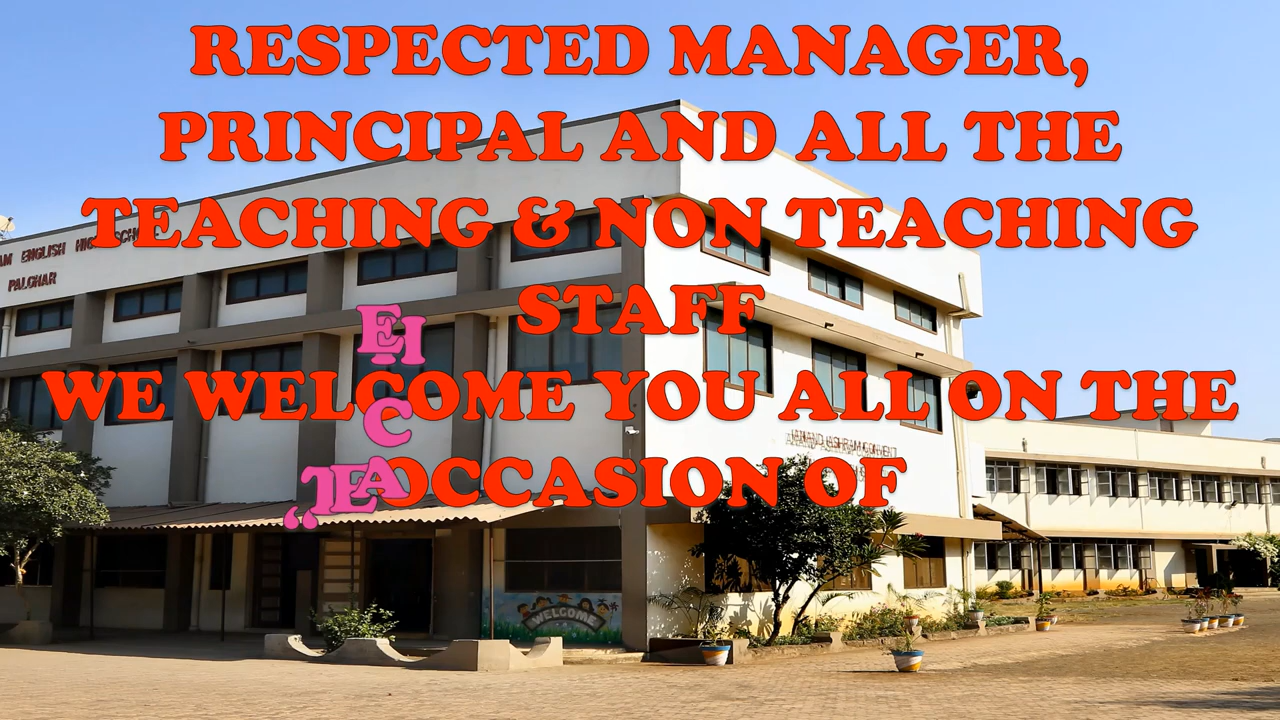 RESPECTED MANAGER,
PRINCIPAL AND ALL THE
TEACHING & NON TEACHING
STAFF
WE WELCOME YOU ALL ON THE
OCCASION OF
ENGLISH
PALGHAR
WELCOME